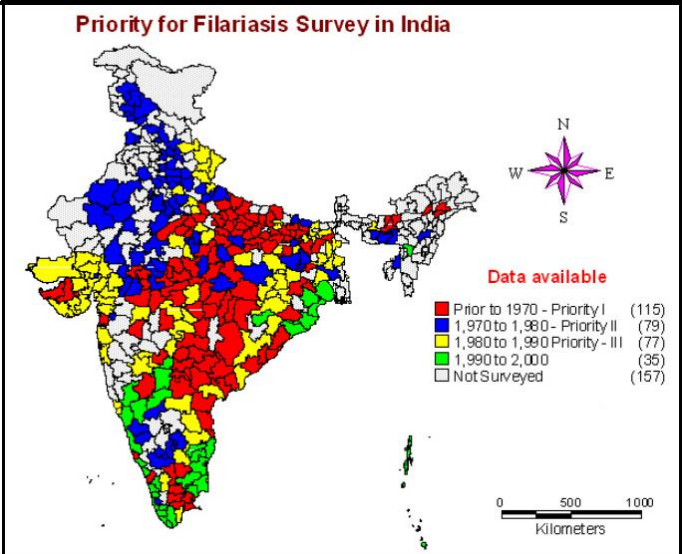 Priority for Filariasis Survey in India
N
W E
S
Data available
Prior to 1970 - Priority I (115)
1,970 to 1,980 - Priority II (79)
1,980 to 1,990 Priority - III (77)
1,990 to 2,000 (35)
Not Surveyed (157)
0 500 1000
Kilometers